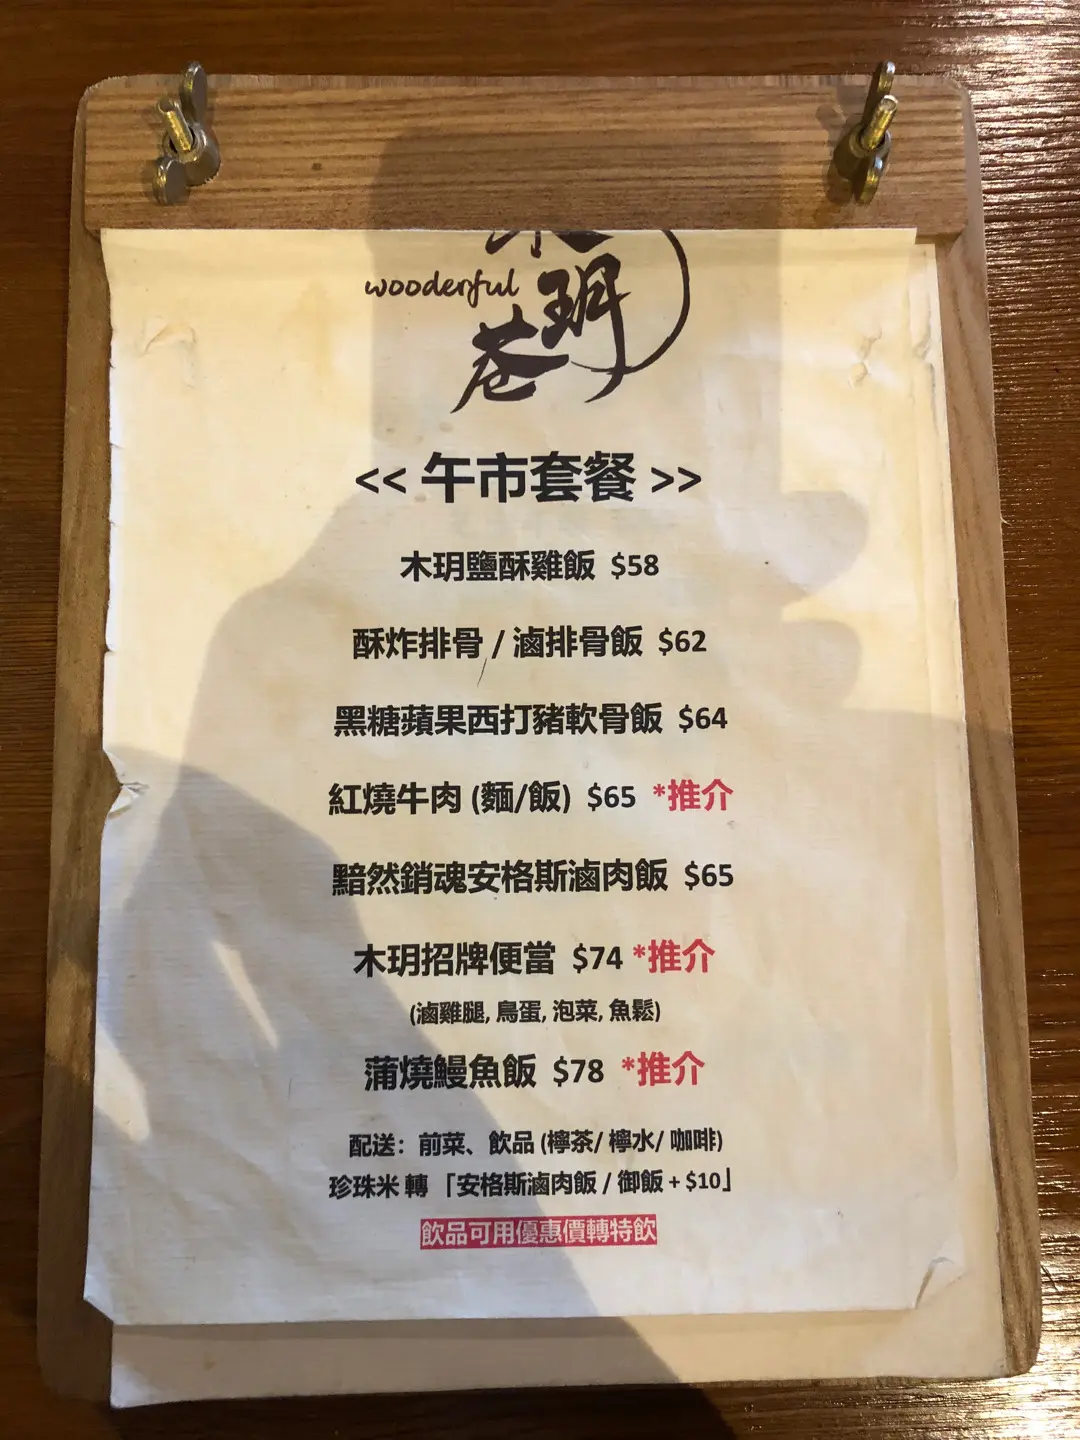 wooderful
玥
巷
<< 午市套餐 >>
木玥鹽酥雞飯 $58
酥炸排骨 / 滷排骨飯 $62
黑糖蘋果西打豬軟骨飯 $64
紅燒牛肉 (麵/飯) $65 *推介
黯然銷魂安格斯滷肉飯 $65
木玥招牌便當 $74 *推介
(滷雞腿, 鳥蛋, 泡菜, 魚鬆)
蒲燒鰻魚飯 $78 *推介
配送：前菜、飲品 (檸茶/ 檸水/ 咖啡)
珍珠米 轉 「安格斯滷肉飯 / 御飯 + $10」
飲品可用優惠價轉特飲